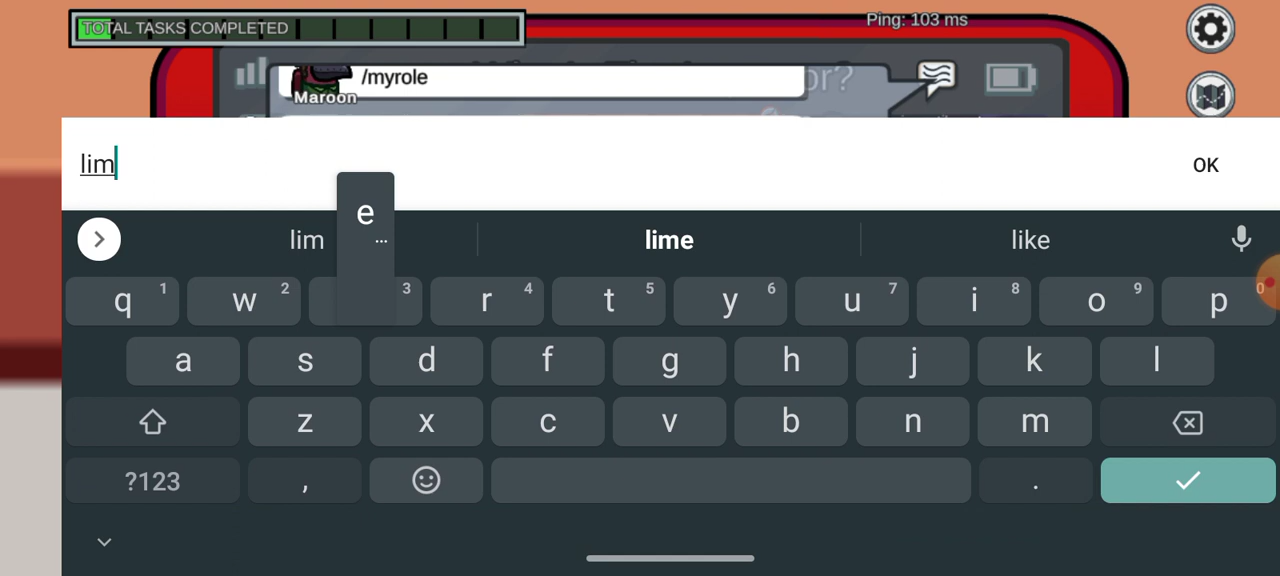 TOTAL TASKS COMPLETED
Ping: 103 ms
/myrole
or?
Maroon
lim
OK
e
...
lim
lime
like
q 1 w 2 3 r 4 t 5 y 6 u 7 i 8 o 9 p 0
a s d f g h j k l
z x c v b n m
?123 , .